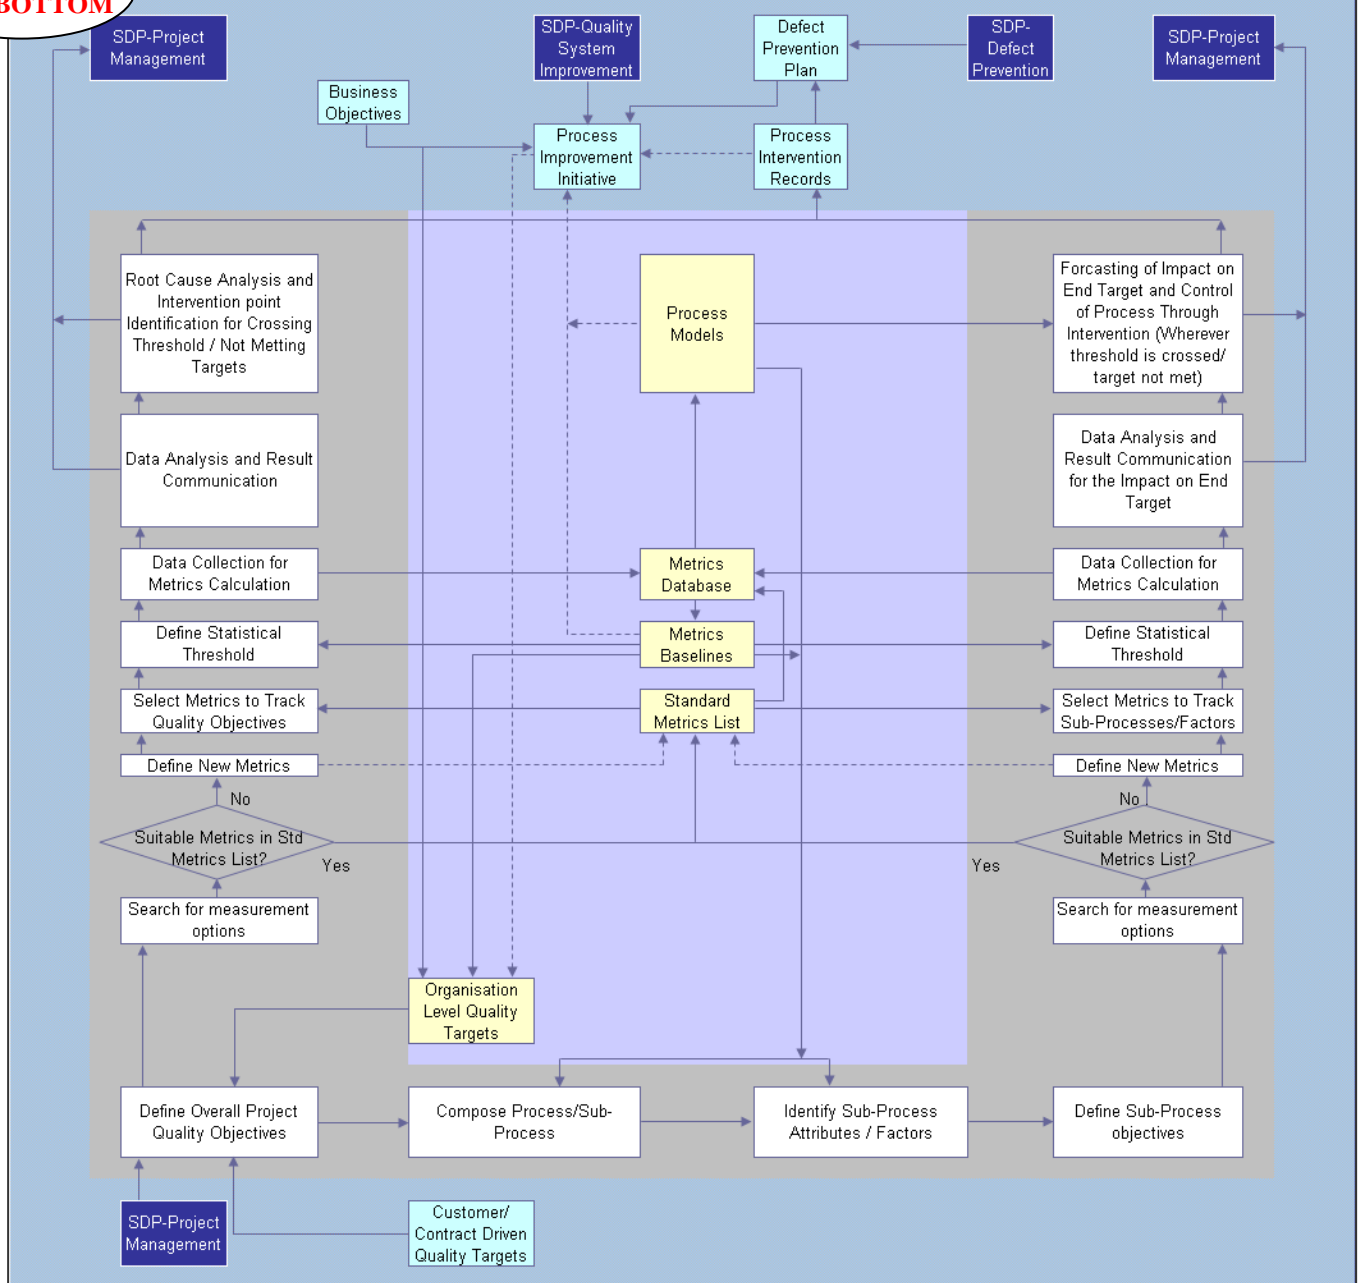 BOTTOM
SDP-Project
Management
SDP-Quality
System
Improvement
Defect
Prevention
Plan
SDP-
Defect
Prevention
SDP-Project
Management
Business
Objectives
Process
Improvement
Initiative
Process
Intervention
Records
Root Cause Analysis and
Intervention point
Identification for Crossing
Threshold / Not Metting
Targets
Process
Models
Forcasting of Impact on
End Target and Control
of Process Through
Intervention (Wherever
threshold is crossed/
target not met)
Data Analysis and Result
Communication
Data Analysis and
Result Communication
for the Impact on End
Target
Data Collection for
Metrics Calculation
Metrics
Database
Data Collection for
Metrics Calculation
Define Statistical
Threshold
Metrics
Baselines
Define Statistical
Threshold
Select Metrics to Track
Quality Objectives
Standard
Metrics List
Select Metrics to Track
Sub-Processes/Factors
Define New Metrics
Define New Metrics
No
No
Suitable Metrics in Std
Metrics List?
Yes
Yes
Suitable Metrics in Std
Metrics List?
Search for measurement
options
Search for measurement
options
Organisation
Level Quality
Targets
Define Overall Project
Quality Objectives
Compose Process/Sub-
Process
Identify Sub-Process
Attributes / Factors
Define Sub-Process
objectives
SDP-Project
Management
Customer/
Contract Driven
Quality Targets